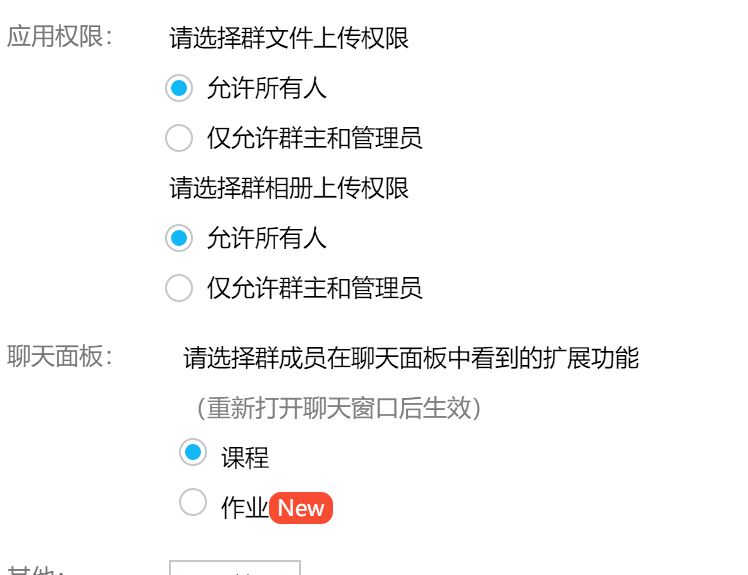 应用权限： 请选择群文件上传权限
允许所有人
仅允许群主和管理员
请选择群相册上传权限
允许所有人
仅允许群主和管理员
聊天面板： 请选择群成员在聊天面板中看到的扩展功能
（重新打开聊天窗口后生效）
课程
作业 New
其他：